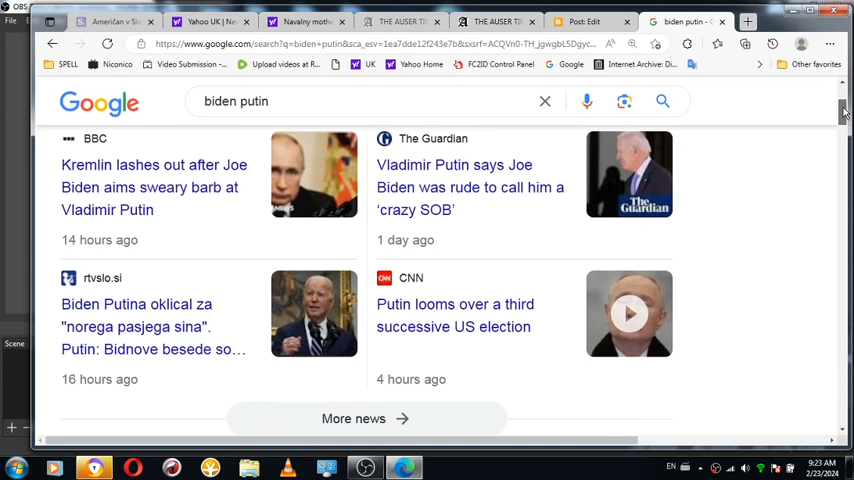 OBS
Američan v Slo
Yahoo UK | Ne
Navalny moth
THE AUSER TI
THE AUSER TI
Post: Edit
biden putin -
https://www.google.com/search?q=biden+putin&sca_esv=1ea7dde12f243e7b&sxsrf=ACQVn0-TH_jgwgbL5Dgyc...
File
SPELL
Niconico
Video Submission -...
Upload videos at R...
UK
Yahoo Home
FC2ID Control Panel
Google
Internet Archive: Di...
Other favorites
Google
biden putin
BBC
Kremlin lashes out after Joe
Biden aims sweary barb at
Vladimir Putin
14 hours ago
The Guardian
Vladimir Putin says Joe
Biden was rude to call him a
‘crazy SOB’
1 day ago
NEWS
The
Guardian
rtvslo.si
Biden Putina oklical za
"norega pasjega sina".
Putin: Bidnove besede so...
16 hours ago
CNN
Putin looms over a third
successive US election
4 hours ago
Scene
More news
EN
9:23 AM
2/23/2024